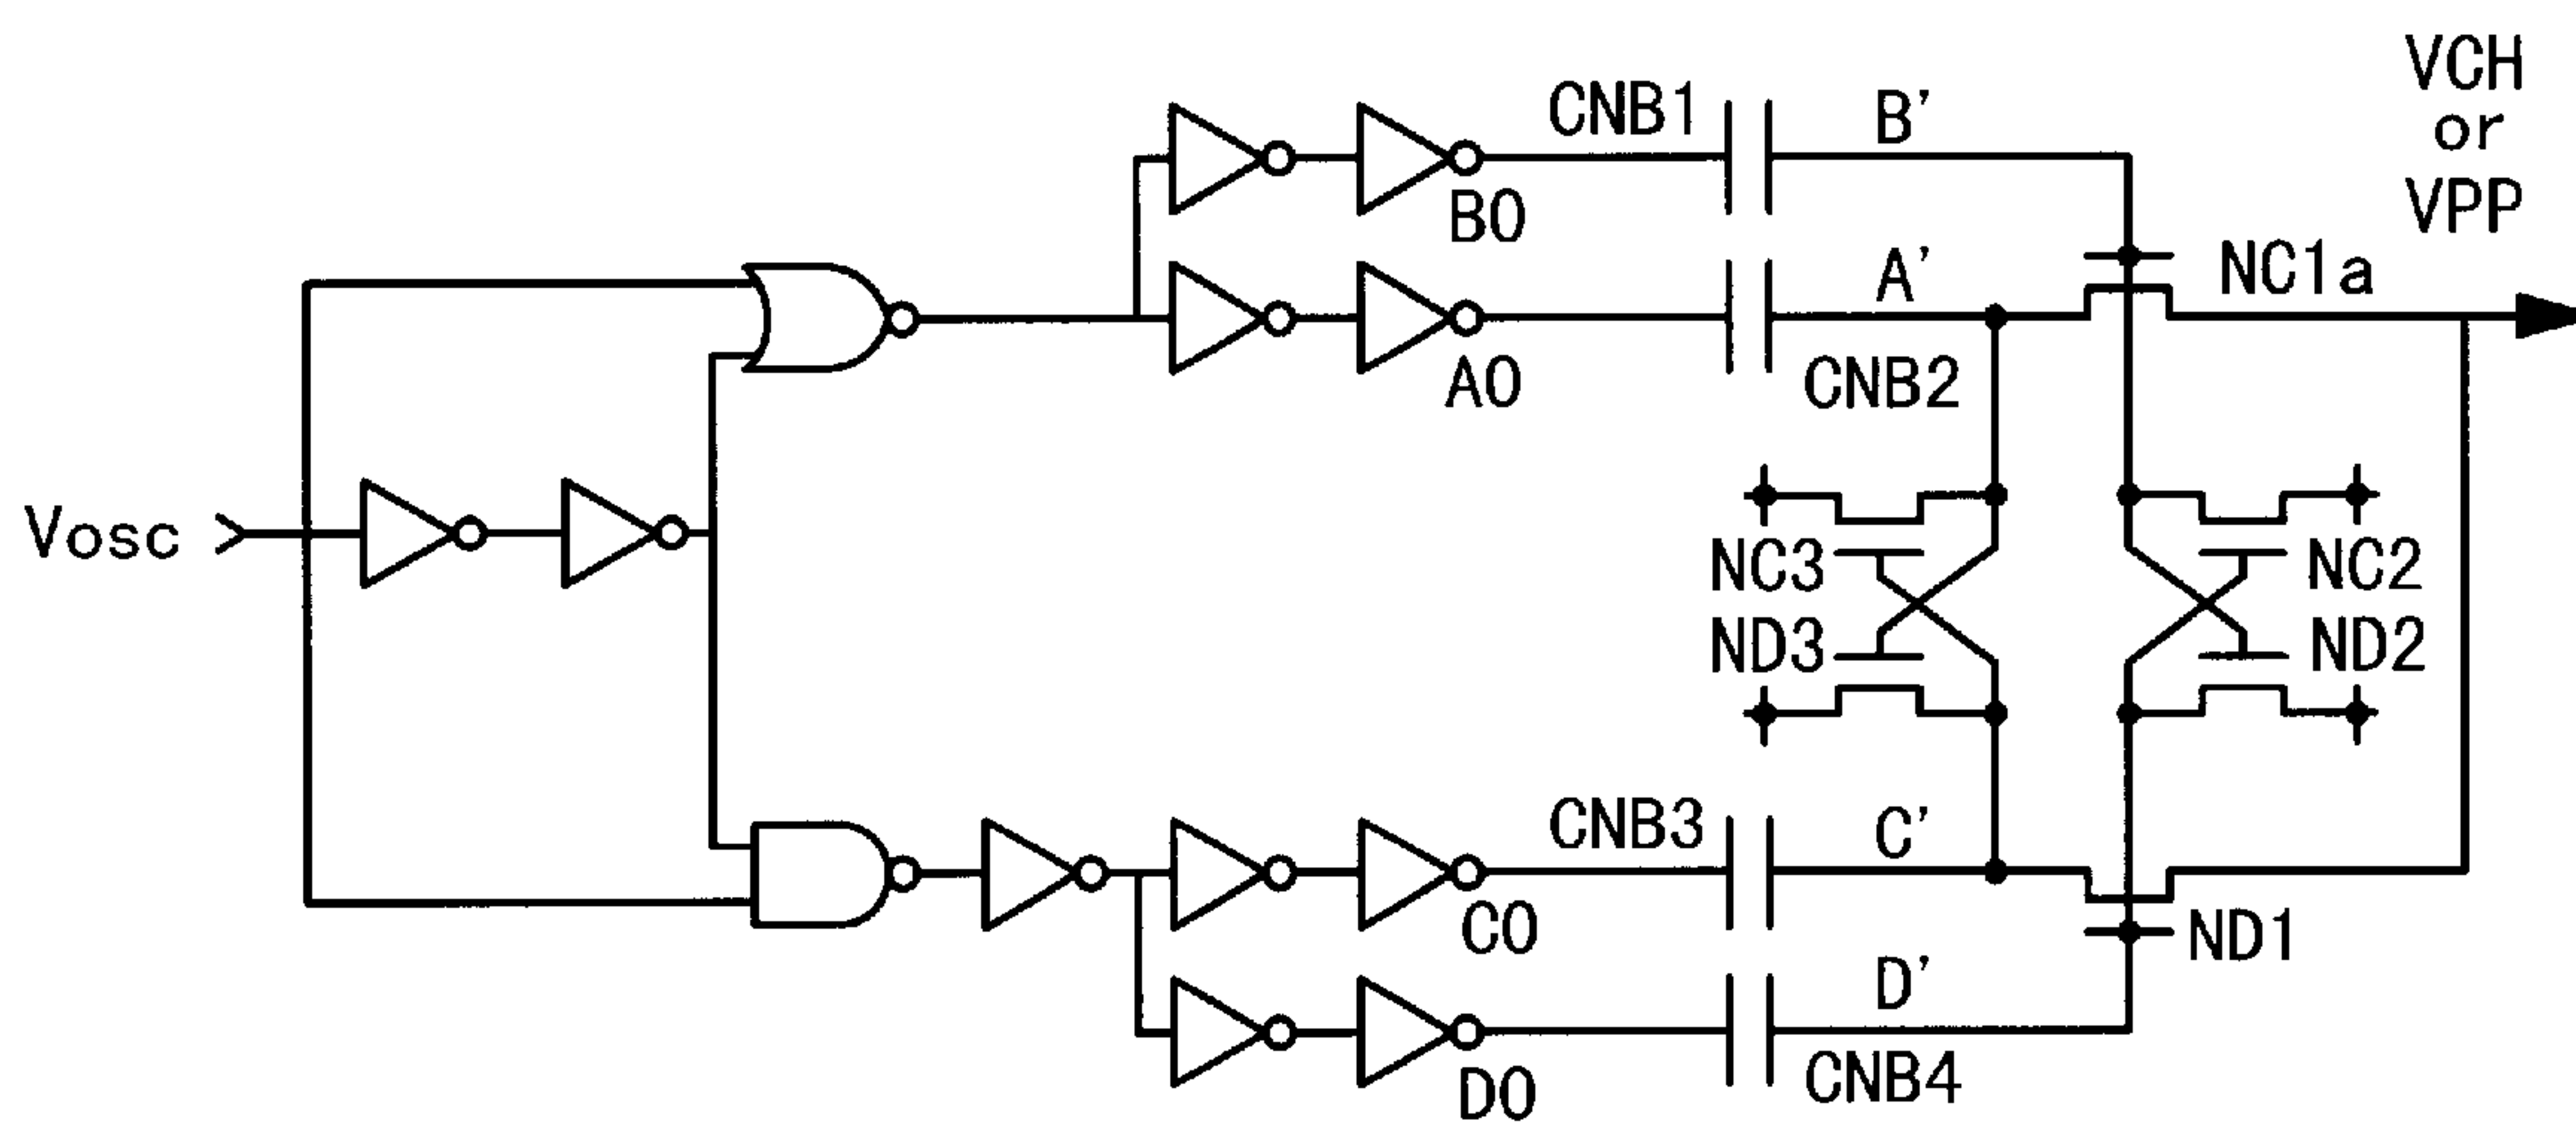 VCH
or
VPP
CNB1
B'
B0
A'
NC1a
A0
CNB2
Vosc
NC3
NC2
ND3
ND2
CNB3
C'
C0
ND1
D'
D0
CNB4